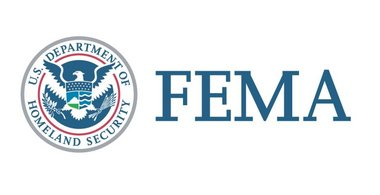 U.S. DEPARTMENT OF
HOMELAND SECURITY
FEMA